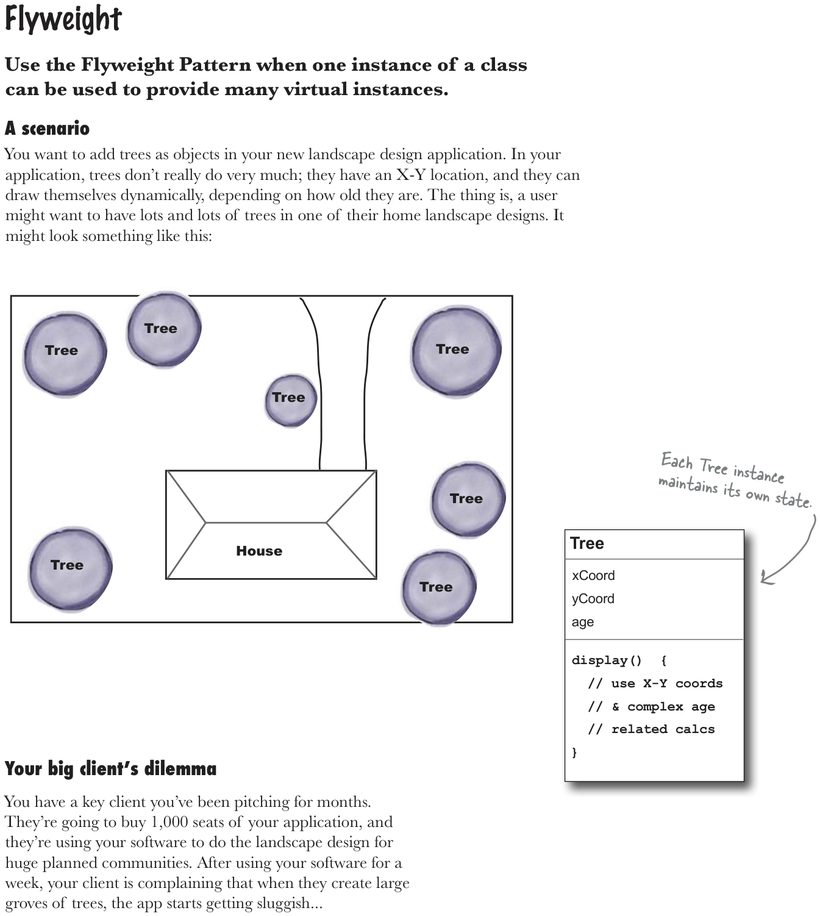 Flyweight
Use the Flyweight Pattern when one instance of a class
can be used to provide many virtual instances.
A scenario
You want to add trees as objects in your new landscape design application. In your
application, trees don’t really do very much; they have an X-Y location, and they can
draw themselves dynamically, depending on how old they are. The thing is, a user
might want to have lots and lots of trees in one of their home landscape designs. It
might look something like this:
Tree
Tree
Tree
Tree
Tree
House
Tree
Tree
Each Tree instance
maintains its own state.
Tree
xCoord
yCoord
age
display() {
// use X-Y coords
// & complex age
// related calcs
}
Your big client’s dilemma
You have a key client you’ve been pitching for months.
They’re going to buy 1,000 seats of your application, and
they’re using your software to do the landscape design for
huge planned communities. After using your software for a
week, your client is complaining that when they create large
groves of trees, the app starts getting sluggish...